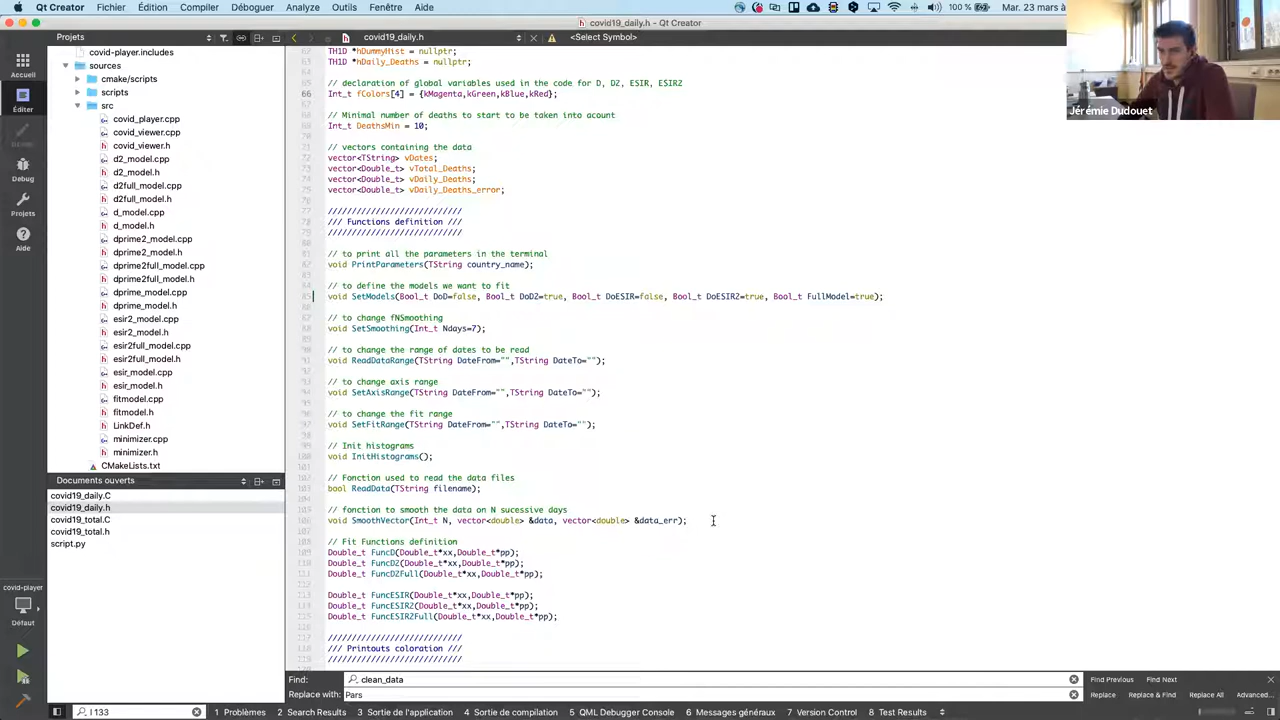 Qt Creator Fichier Édition Compiler Déboguer Analyze Outils Fenêtre Aide 100 % Mar. 23 mars à
covid19_daily.h - Qt Creator
Projets covid19_daily.h <Select Symbol>
covid-player.includes
sources
cmake/scripts
scripts
src
covid_player.cpp
covid_viewer.cpp
covid_viewer.h
d2_model.cpp
d2_model.h
d2full_model.cpp
d2full_model.h
d_model.cpp
d_model.h
dprime2_model.cpp
dprime2_model.h
dprime2full_model.cpp
dprime2full_model.h
dprime_model.cpp
dprime_model.h
esir2_model.cpp
esir2_model.h
esir2full_model.cpp
esir2full_model.h
esir_model.cpp
esir_model.h
fitmodel.cpp
fitmodel.h
LinkDef.h
minimizer.cpp
minimizer.h
CMakeLists.txt
Documents ouverts
covid19_daily.C
covid19_daily.h
covid19_total.C
covid19_total.h
script.py
Accueil
Éditer
Debug
Projets
Aide
covid-player
Défaut
TH1D *hDummyHist = nullptr;
TH1D *hDaily_Deaths = nullptr;
// declaration of global variables used in the code for D, D2, ESIR, ESIR2
66 Int_t fColors[4] = {kMagenta,kGreen,kBlue,kRed};
// Minimal number of deaths to start to be taken into acount
Int_t DeathsMin = 10;
// vectors containing the data
vector<TString> vDates;
vector<Double_t> vTotal_Deaths;
vector<Double_t> vDaily_Deaths;
vector<Double_t> vDaily_Deaths_error;
////////////////////////////
/// Functions definition ///
////////////////////////////
// to print all the parameters in the terminal
void PrintParameters(TString country_name);
// to define the models we want to fit
void SetModels(Bool_t DoD=false, Bool_t DoD2=true, Bool_t DoESIR=false, Bool_t DoESIR2=true, Bool_t FullModel=true);
// to change fNSmoothing
void SetSmoothing(Int_t Ndays=7);
// to change the range of dates to be read
void ReadDataRange(TString DateFrom="",TString DateTo="");
// to change axis range
void SetAxisRange(TString DateFrom="",TString DateTo="");
// to change the fit range
void SetFitRange(TString DateFrom="",TString DateTo="");
// Init histograms
void InitHistograms();
// Fonction used to read the data files
bool ReadData(TString filename);
// fonction to smooth the data on N sucessive days
void SmoothVector(Int_t N, vector<double> &data, vector<double> &data_err);
// Fit Functions definition
Double_t FuncD(Double_t*xx,Double_t*pp);
Double_t FuncD2(Double_t*xx,Double_t*pp);
Double_t FuncD2Full(Double_t*xx,Double_t*pp);
Double_t FuncESIR(Double_t*xx,Double_t*pp);
Double_t FuncESIR2(Double_t*xx,Double_t*pp);
Double_t FuncESIR2Full(Double_t*xx,Double_t*pp);
////////////////////////////
/// Printouts coloration ///
////////////////////////////
Find: clean_data Find Previous Find Next
Replace with: Pars Replace Replace & Find Replace All Advanced...
l 133 1 Problèmes 2 Search Results 3 Sortie de l'application 4 Sortie de compilation 5 QML Debugger Console 6 Messages généraux 7 Version Control 8 Test Results
Jérémie Dudouet